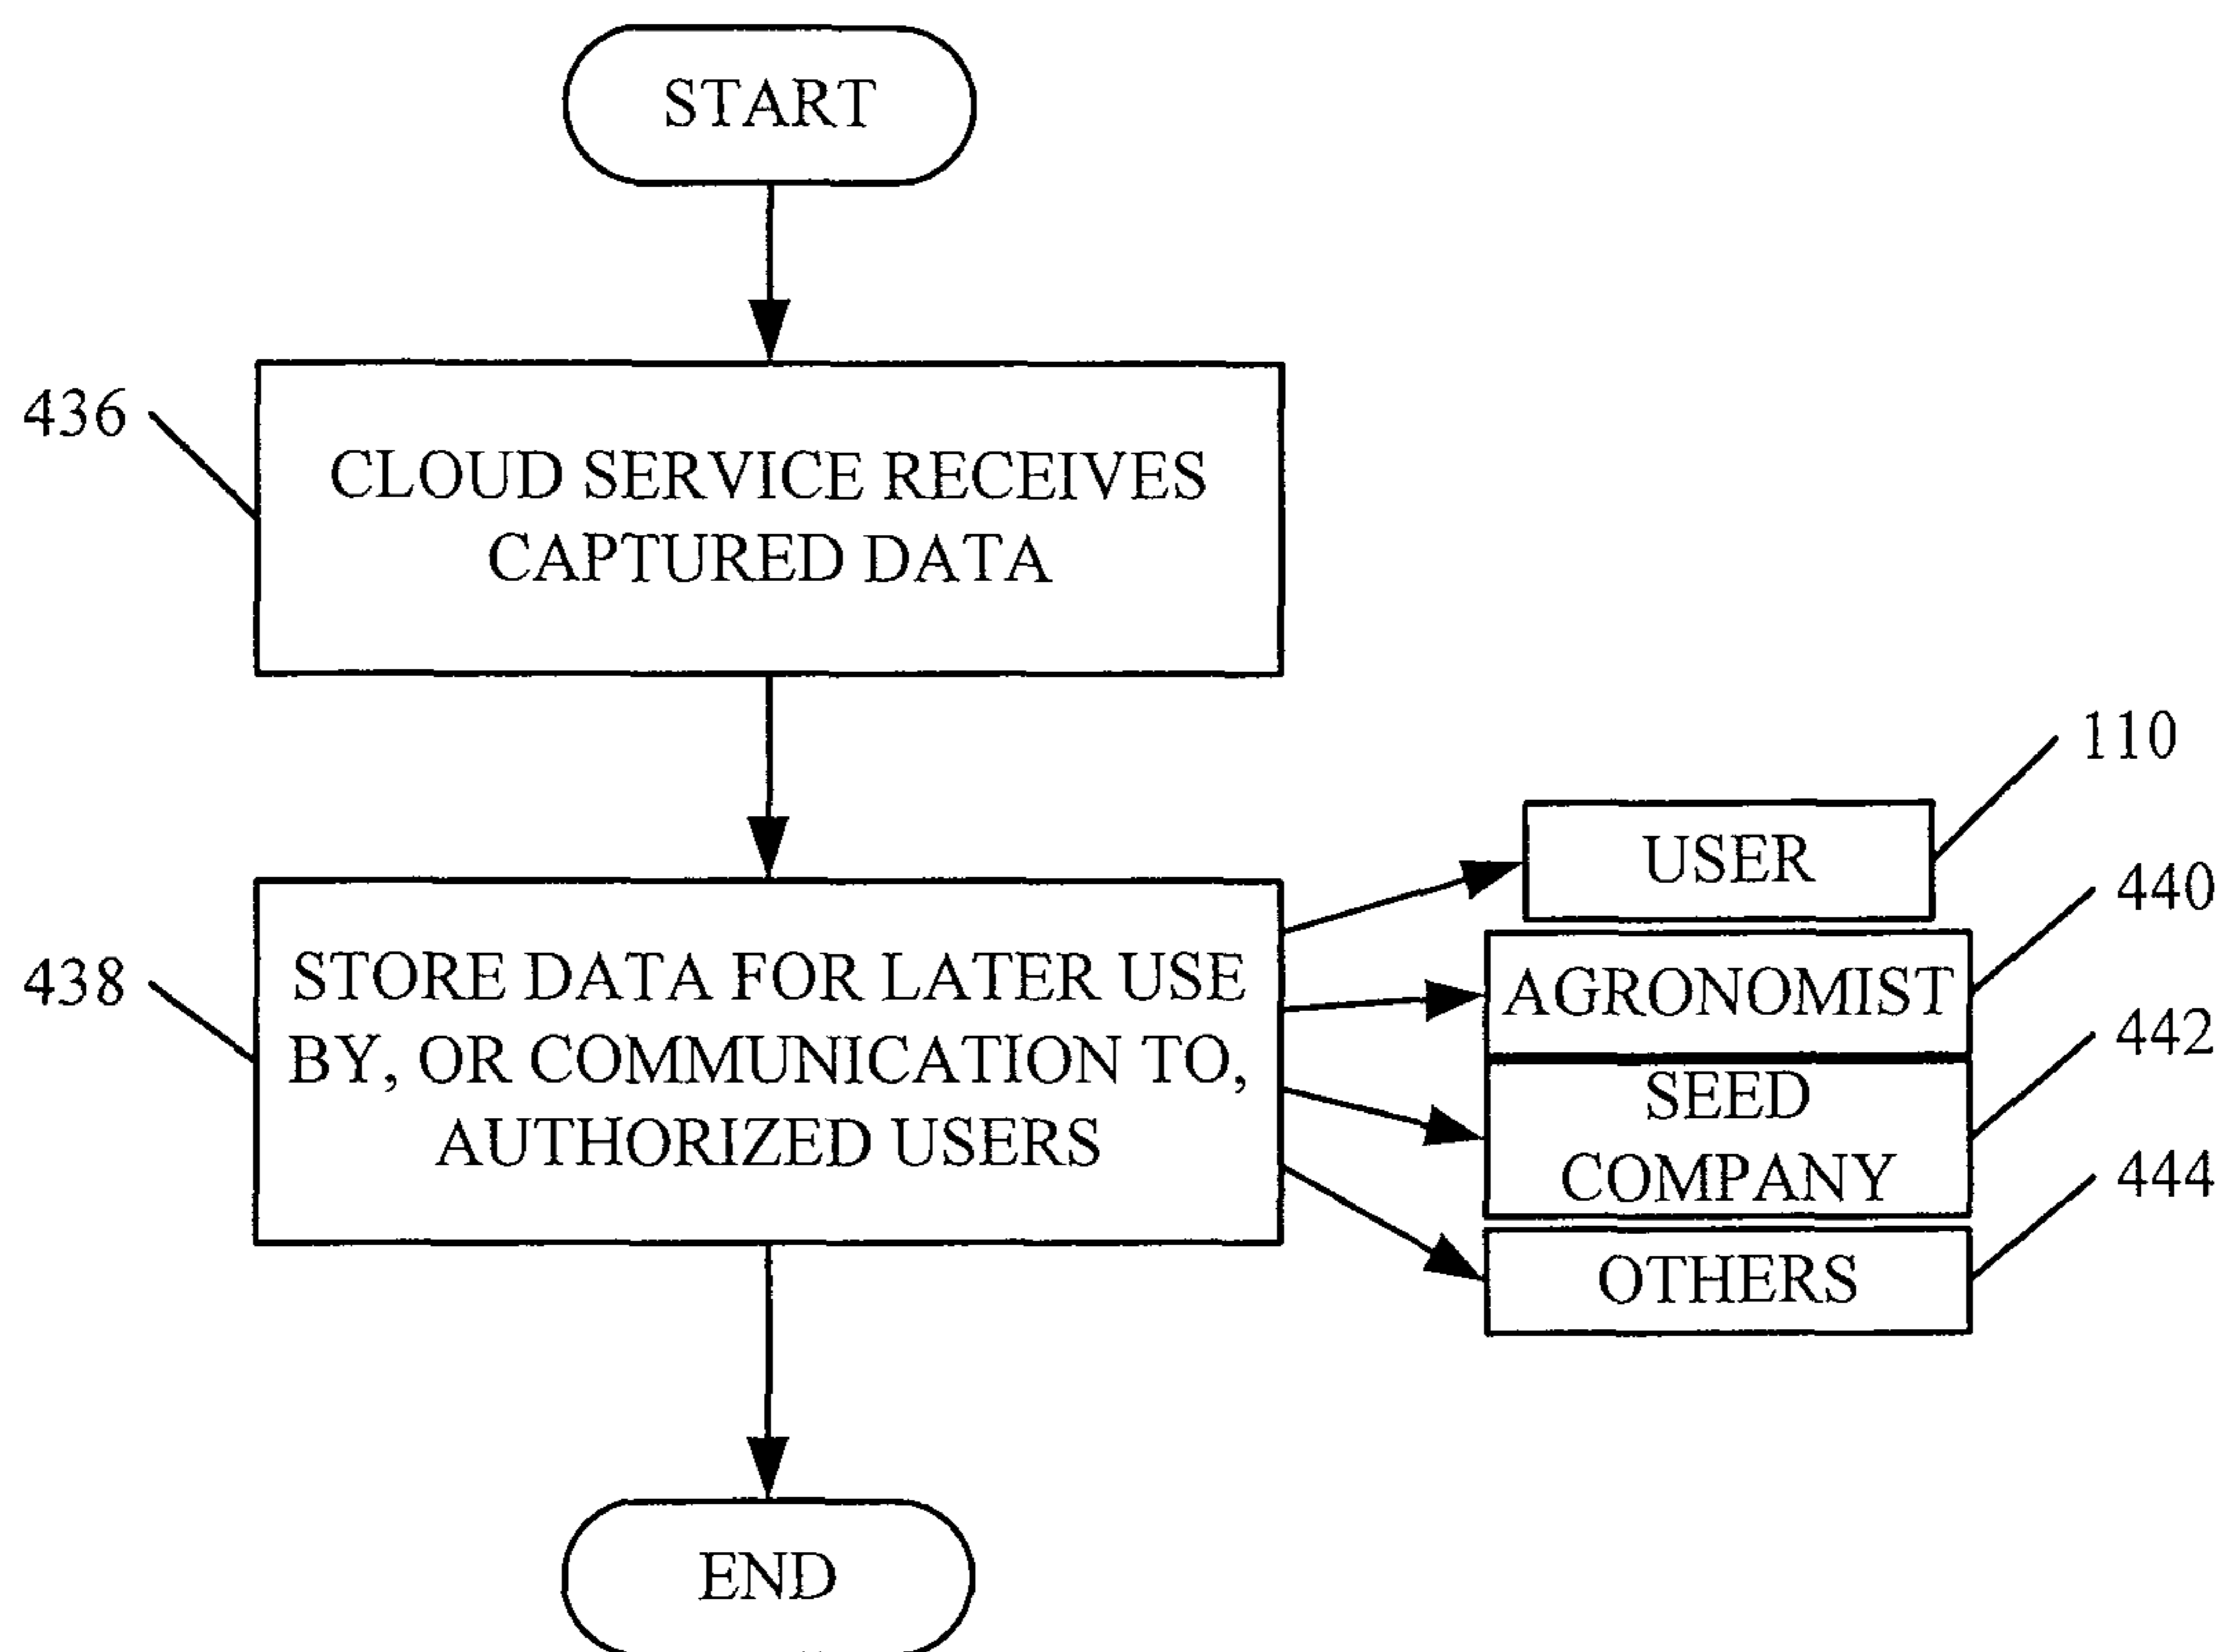 START
436
CLOUD SERVICE RECEIVES
CAPTURED DATA
110
USER
440
438
STORE DATA FOR LATER USE
BY, OR COMMUNICATION TO,
AUTHORIZED USERS
AGRONOMIST
442
SEED
COMPANY
444
OTHERS
END